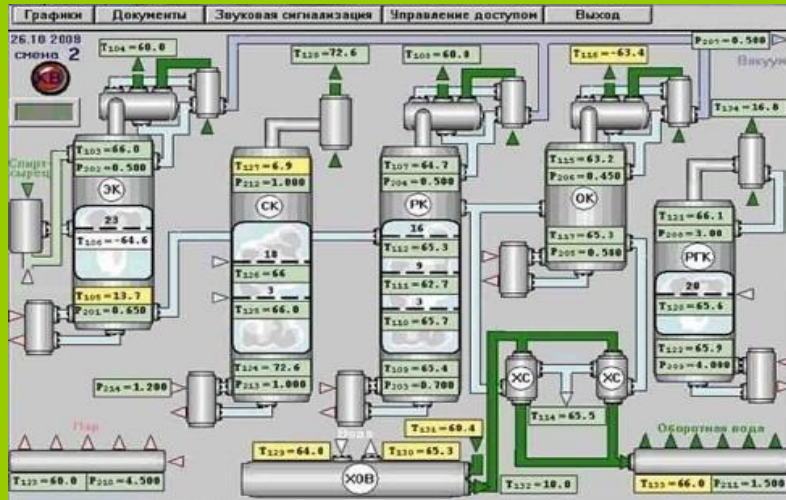 Графики Документы Звуковая сигнализация Управление доступом Выход
26.10 2009
смена 2
КВ
T104=60.0
T128=72.6
T108=60.0
T116=-63.4
P207=0.500
Вакуум
T134=16.8
Спирт-
сырец
T103=66.0
P202=0.500
ЭК
23
T106=-64.6
T105=13.7
P201=0.650
T127=6.9
P212=1.000
СК
18
T126=66
3
T125=66.0
T124=72.6
P213=1.000
P214=1.200
T107=64.7
P204=0.500
РК
16
T112=65.3
9
T111=62.7
3
T110=65.7
T109=65.4
P203=0.700
T115=63.2
P206=0.450
ОК
T117=65.3
P205=0.500
T121=66.1
P208=3.00
РГК
20
T120=65.6
T122=65.9
P209=4.000
ХС
ХС
T114=65.5
Пар
T123=60.0 P210=4.500
Вода
T131=60.4
T129=64.0
T130=65.3
ХОВ
T132=10.0
Оборотная вода
T133=66.0 P211=1.500